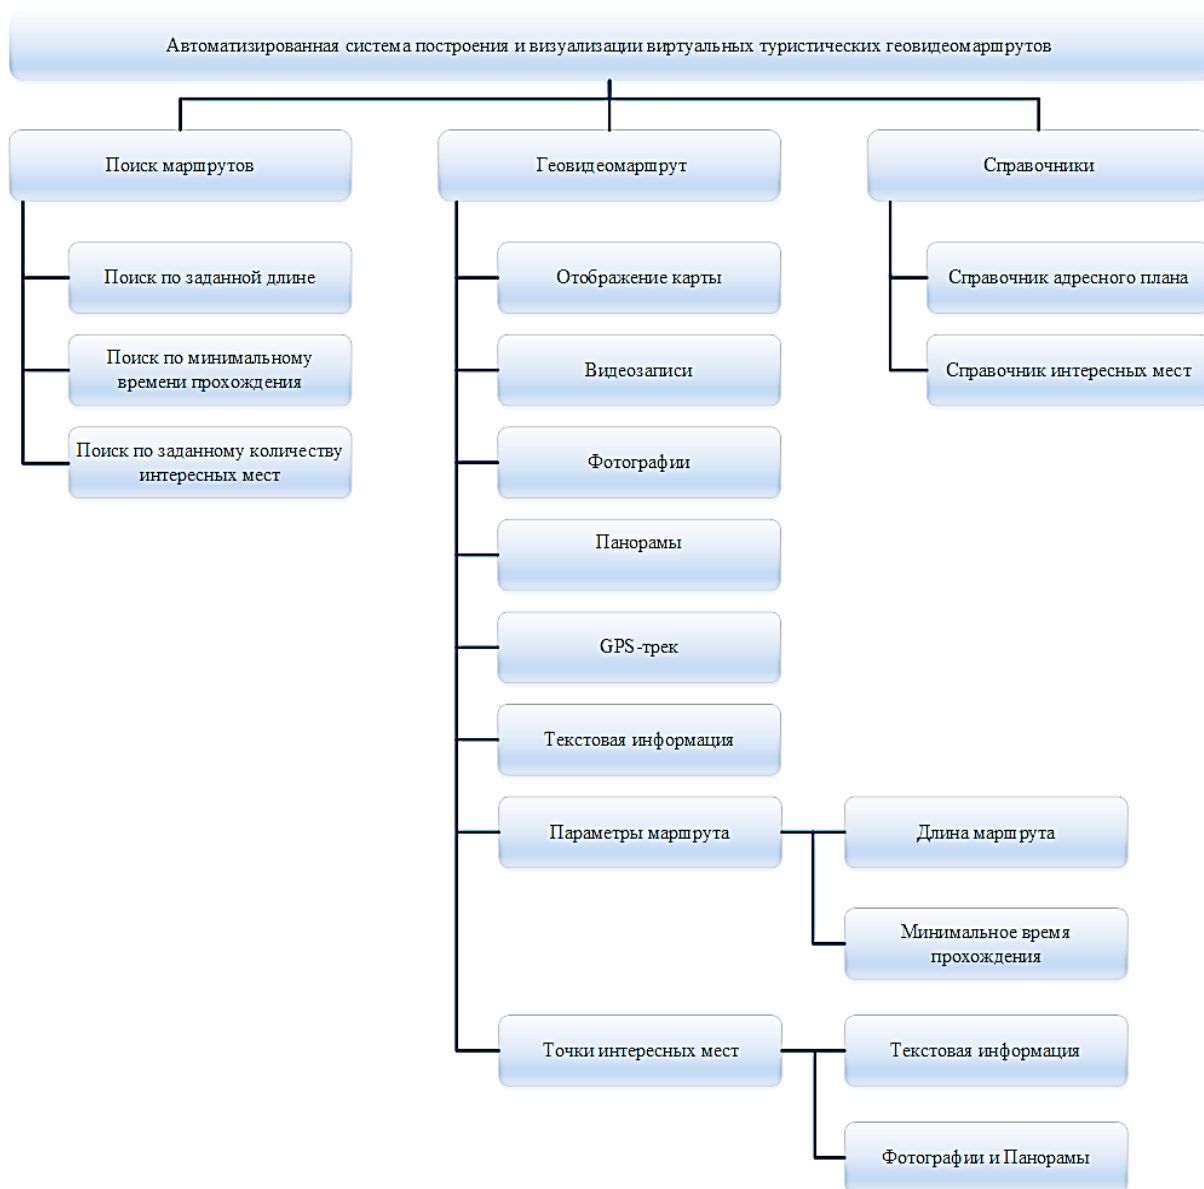 Автоматизированная система построения и визуализации виртуальных туристических геовидеомаршрутов
Поиск маршрутов
Поиск по заданной длине
Поиск по минимальному
времени прохождения
Поиск по заданному количеству
интересных мест
Геовидеомаршрут
Отображение карты
Видеозаписи
Фотографии
Панорамы
GPS-трек
Текстовая информация
Параметры маршрута
Длина маршрута
Минимальное время
прохождения
Точки интересных мест
Текстовая информация
Фотографии и Панорамы
Справочники
Справочник адресного плана
Справочник интересных мест